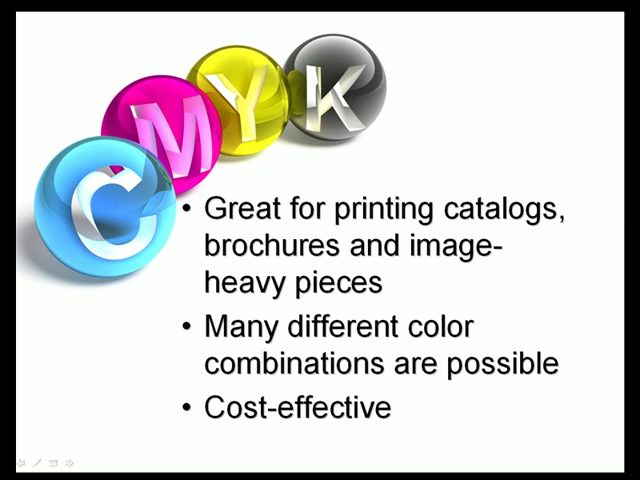 CMYK
• Great for printing catalogs,
brochures and image-
heavy pieces
• Many different color
combinations are possible
• Cost-effective